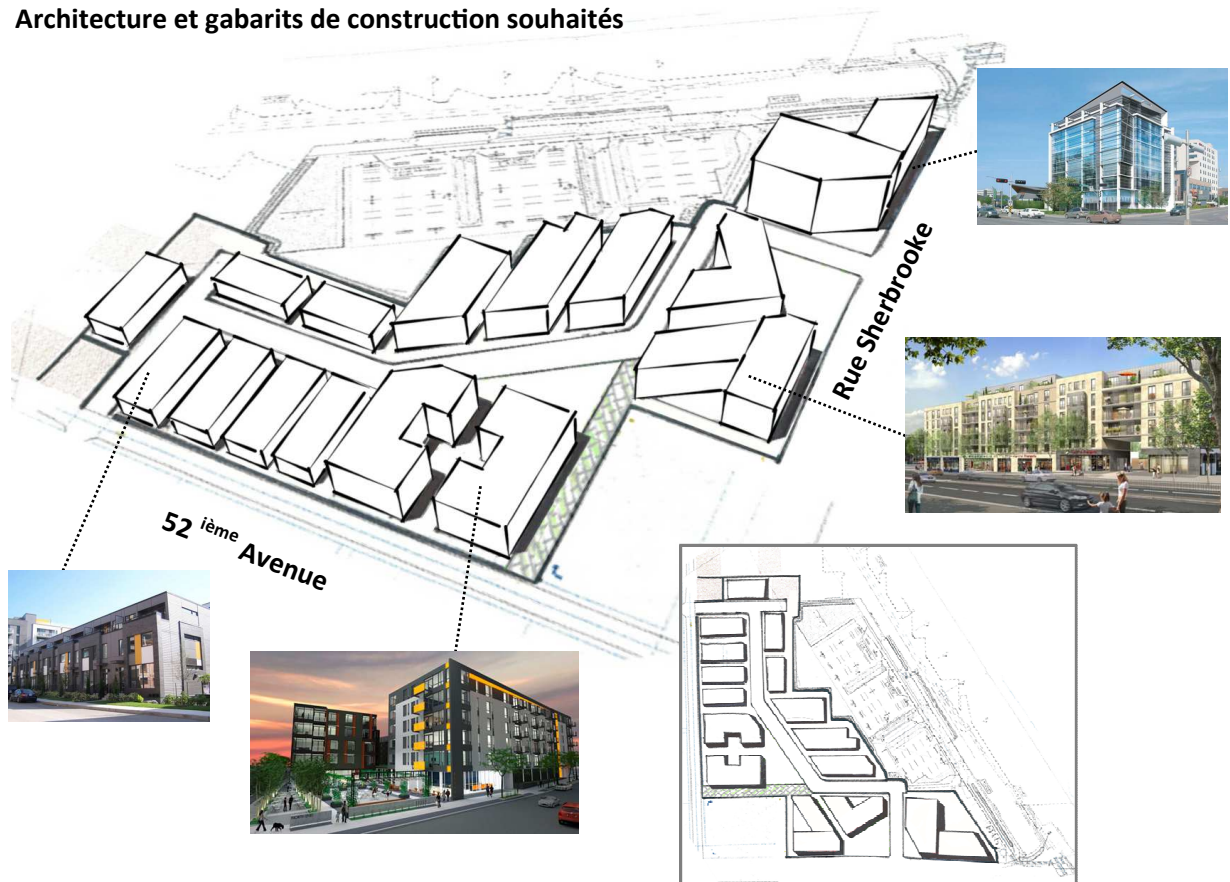 Architecture et gabarits de construction souhaités
Rue Sherbrooke
52 ième Avenue